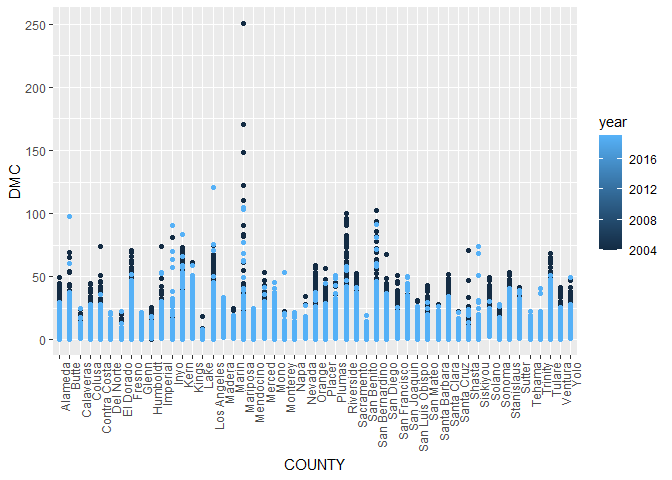 250
200
150
100
50
0
DMC
Alameda
Butte
Calaveras
Colusa
Contra Costa
Del Norte
El Dorado
Fresno
Glenn
Humboldt
Imperial
Inyo
Kern
Kings
Lake
Los Angeles
Madera
Marin
Mariposa
Mendocino
Merced
Mono
Monterey
Napa
Nevada
Orange
Placer
Plumas
Riverside
Sacramento
San Benito
San Bernardino
San Diego
San Francisco
San Joaquin
San Luis Obispo
San Mateo
Santa Barbara
Santa Clara
Santa Cruz
Shasta
Siskiyou
Solano
Sonoma
Stanislaus
Sutter
Tehama
Trinity
Tulare
Ventura
Yolo
COUNTY
year
2016
2012
2008
2004